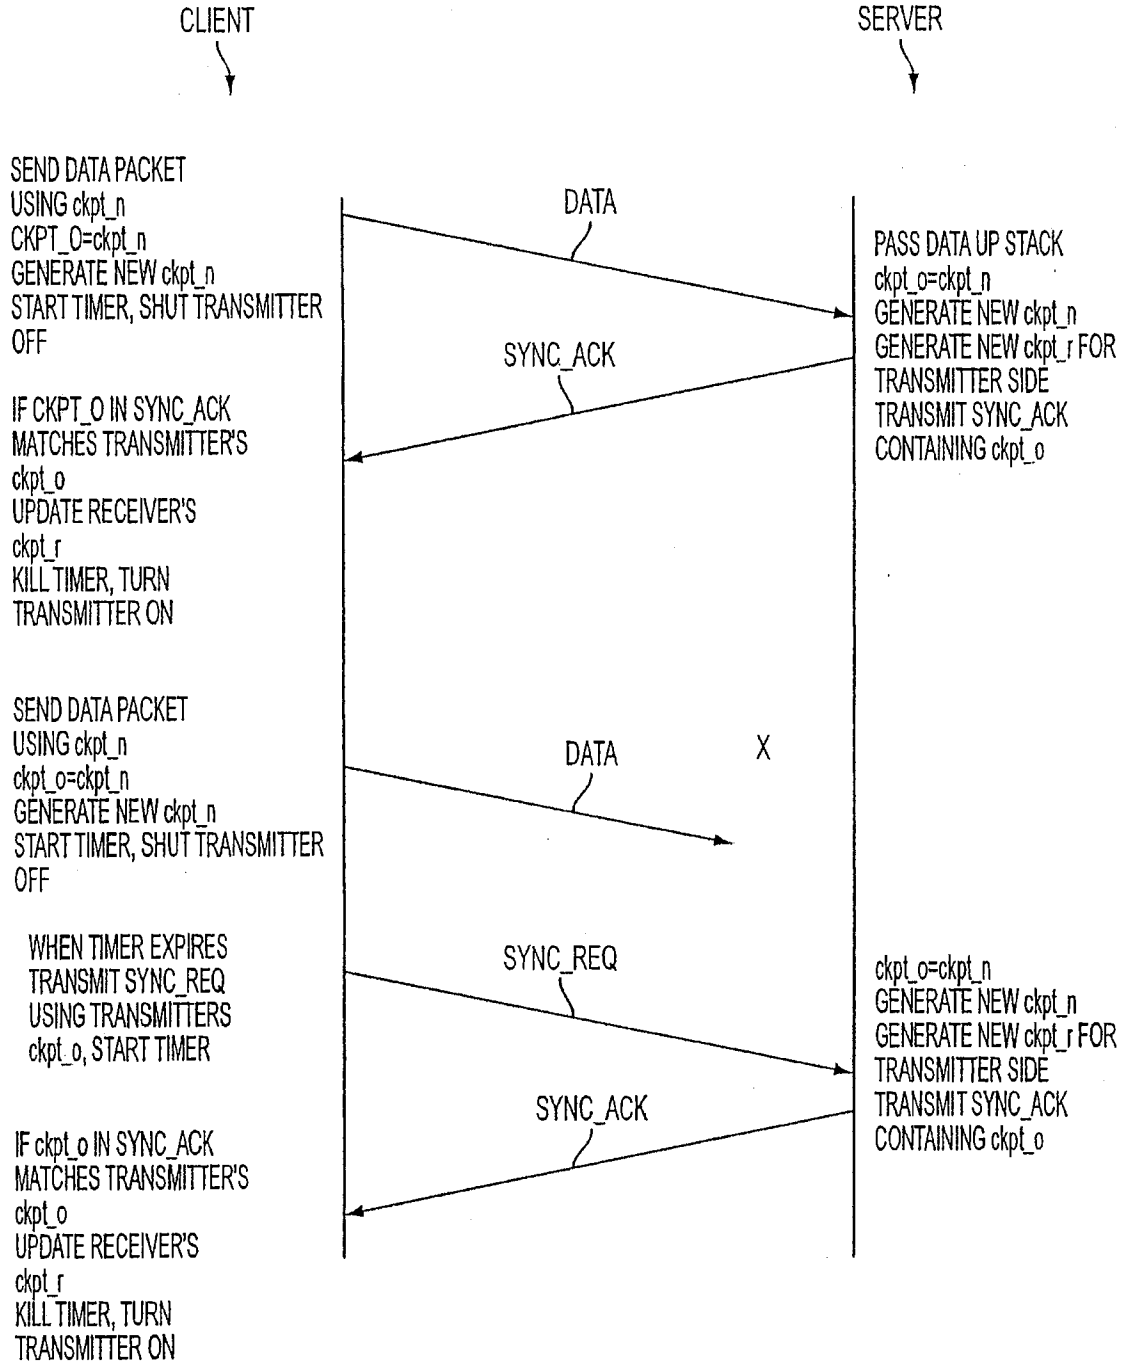 CLIENT
SERVER
SEND DATA PACKET
USING ckpt_n
CKPT_O=ckpt_n
GENERATE NEW ckpt_n
START TIMER, SHUT TRANSMITTER
OFF
DATA
PASS DATA UP STACK
ckpt_o=ckpt_n
GENERATE NEW ckpt_n
GENERATE NEW ckpt_r FOR
TRANSMITTER SIDE
TRANSMIT SYNC_ACK
CONTAINING ckpt_o
SYNC_ACK
IF CKPT_O IN SYNC_ACK
MATCHES TRANSMITTER'S
ckpt_o
UPDATE RECEIVER'S
ckpt_r
KILL TIMER, TURN
TRANSMITTER ON
SEND DATA PACKET
USING ckpt_n
ckpt_o=ckpt_n
GENERATE NEW ckpt_n
START TIMER, SHUT TRANSMITTER
OFF
DATA
X
WHEN TIMER EXPIRES
TRANSMIT SYNC_REQ
USING TRANSMITTERS
ckpt_o, START TIMER
SYNC_REQ
ckpt_o=ckpt_n
GENERATE NEW ckpt_n
GENERATE NEW ckpt_r FOR
TRANSMITTER SIDE
TRANSMIT SYNC_ACK
CONTAINING ckpt_o
SYNC_ACK
IF ckpt_o IN SYNC_ACK
MATCHES TRANSMITTER'S
ckpt_o
UPDATE RECEIVER'S
ckpt_r
KILL TIMER, TURN
TRANSMITTER ON